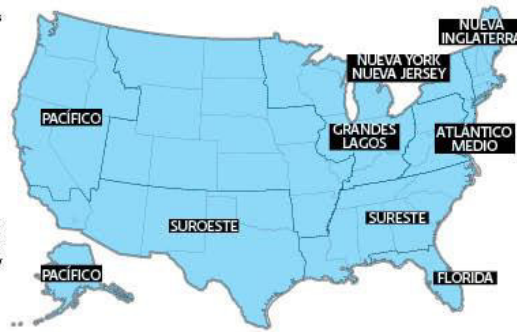 NUEVA
INGLATERRA
NUEVA YORK
NUEVA JERSEY
PACÍFICO
GRANDES
LAGOS
ATLÁNTICO
MEDIO
SUROESTE
SURESTE
PACÍFICO
FLORIDA